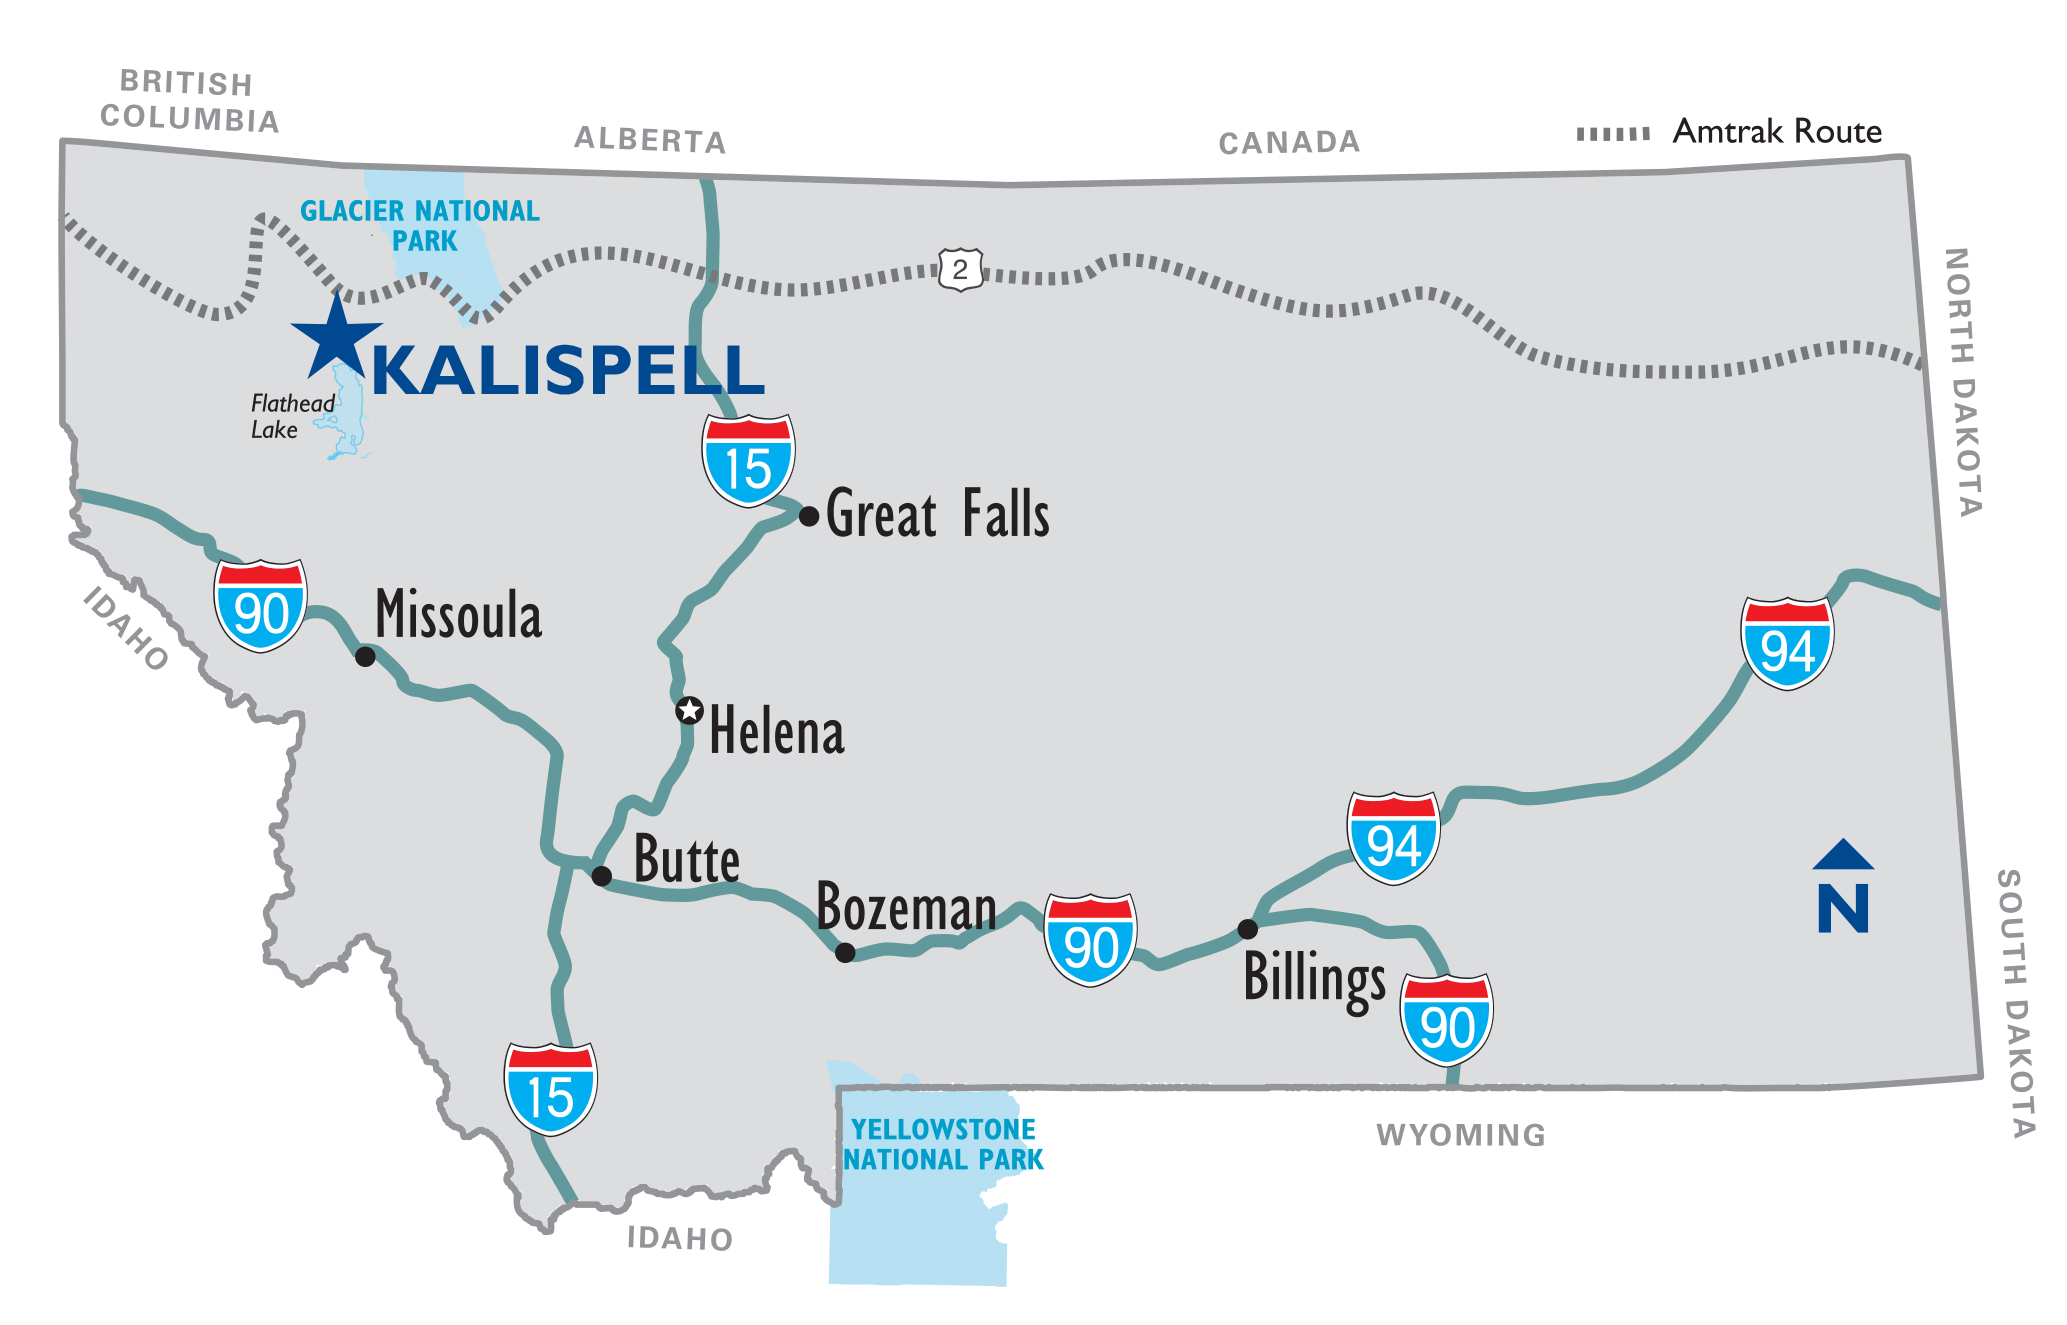 BRITISH
COLUMBIA
ALBERTA
CANADA
Amtrak Route
GLACIER NATIONAL
PARK
2
NORTH DAKOTA
KALISPELL
Flathead
Lake
15
Great Falls
90
Missoula
IDAHO
94
Helena
94
Butte
Bozeman
90
Billings
N
SOUTH DAKOTA
90
15
YELLOWSTONE
NATIONAL PARK
WYOMING
IDAHO